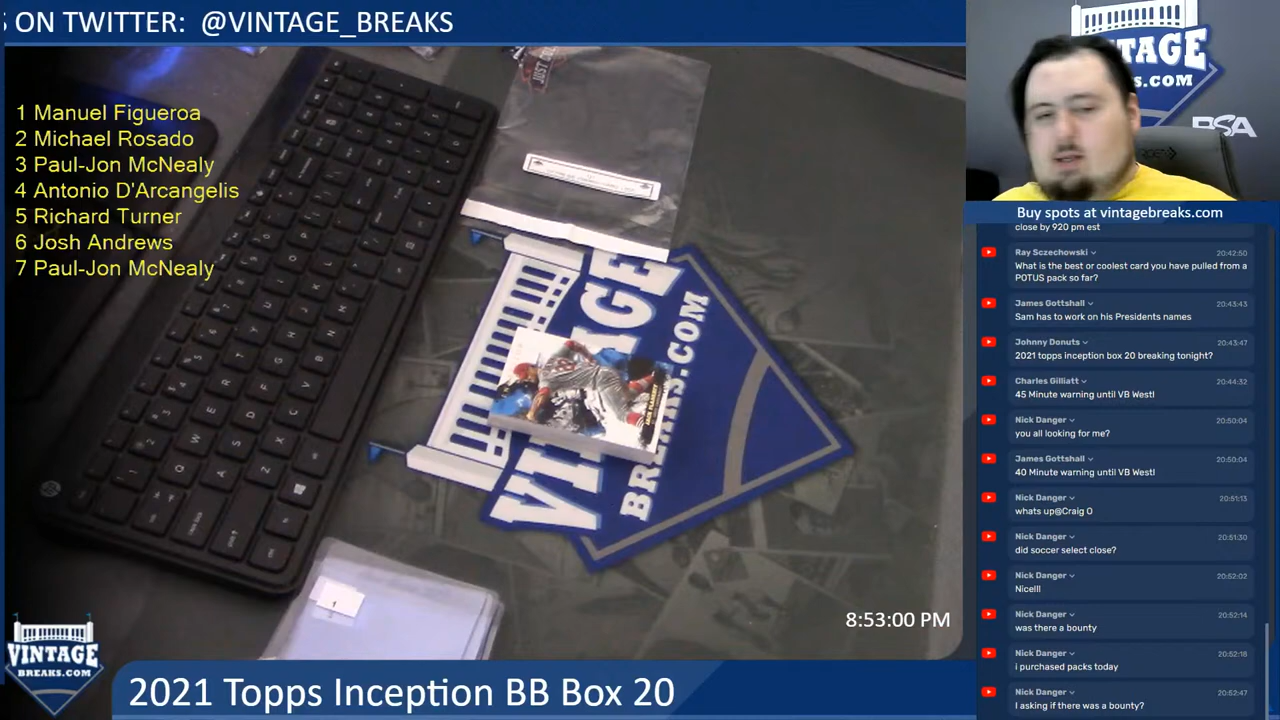 S ON TWITTER: @VINTAGE_BREAKS
1 Manuel Figueroa
2 Michael Rosado
3 Paul-Jon McNealy
4 Antonio D'Arcangelis
5 Richard Turner
6 Josh Andrews
7 Paul-Jon McNealy
JUST
VINTAGE
BREAKS.COM
JACK FLAHERTY
8:53:00 PM
VINTAGE
BREAKS.COM
2021 Topps Inception BB Box 20
NTAGE
KS.COM
PSA
Buy spots at vintagebreaks.com
close by 920 pm est
Ray Sczechowski 20:42:50
What is the best or coolest card you have pulled from a
POTUS pack so far?
James Gottshall 20:43:43
Sam has to work on his Presidents names
Johnny Donuts 20:43:47
2021 topps inception box 20 breaking tonight?
Charles Gilliatt 20:44:32
45 Minute warning until VB West!
Nick Danger 20:50:04
you all looking for me?
James Gottshall 20:50:04
40 Minute warning until VB West!
Nick Danger 20:51:13
whats up@Craig O
Nick Danger 20:51:30
did soccer select close?
Nick Danger 20:52:02
Nice!!!
Nick Danger 20:52:14
was there a bounty
Nick Danger 20:52:18
i purchased packs today
Nick Danger 20:52:47
I asking if there was a bounty?